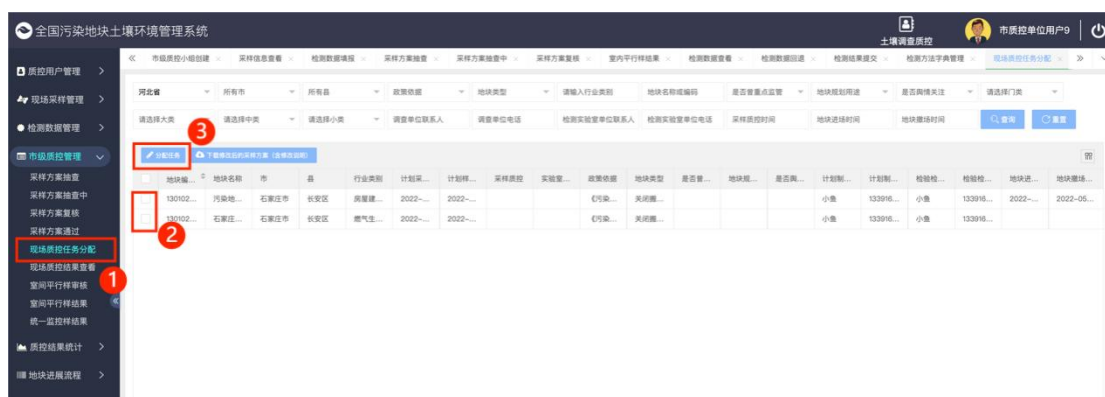 全国污染地块土壤环境管理系统
土壤调查质控
市质控单位用户9
市级质控小组创建 × 采样信息查看 × 检测数据填报 × 采样方案抽查 × 采样方案抽查中 × 采样方案复核 × 室内平行样结果 × 检测数据查看 × 检测数据回退 × 检测结果提交 × 检测方法字典管理 × 现场质控任务分配 ×
质控用户管理
现场采样管理
检测数据管理
市级质控管理
采样方案抽查
采样方案抽查中
采样方案复核
采样方案通过
现场质控任务分配
现场质控结果查看
室间平行样审核
室间平行样结果
统一监控样结果
质控结果统计
地块进展流程
河北省 所有市 所有县 政策依据 地块类型 请输入行业类别 地块名称或编码 是否曾重点监管 地块规划用途 是否舆情关注 请选择门类
请选择大类 请选择中类 请选择小类 调查单位联系人 调查单位电话 检测实验室单位联系人 检测实验室单位电话 采样质控时间 地块进场时间 地块撤场时间 查询 重置
分配任务 下载修改后的采样方案（含修改说明）
地块编... 地块名称 市 县 行业类别 计划采... 计划样... 采样质控 实验室... 政策依据 地块类型 是否曾... 地块规... 是否舆... 计划制... 计划制... 检验检... 检验检... 地块进... 地块撤场...
130102... 污染地... 石家庄市 长安区 房屋建... 2022-... 2022-... 《污染... 关闭搬... 小鱼 133916... 小鱼 133916... 2022-... 2022-05...
130102... 石家庄... 石家庄市 长安区 燃气生... 2022-... 2022-... 《污染... 关闭搬... 小鱼 133916... 小鱼 133916...
1
2
3